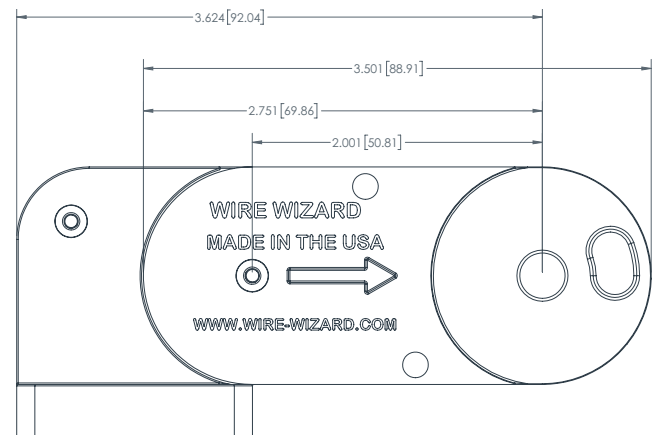 3.624[92.04]
3.501[88.91]
2.751[69.86]
2.001[50.81]
WIRE WIZARD
MADE IN THE USA
WWW.WIRE-WIZARD.COM